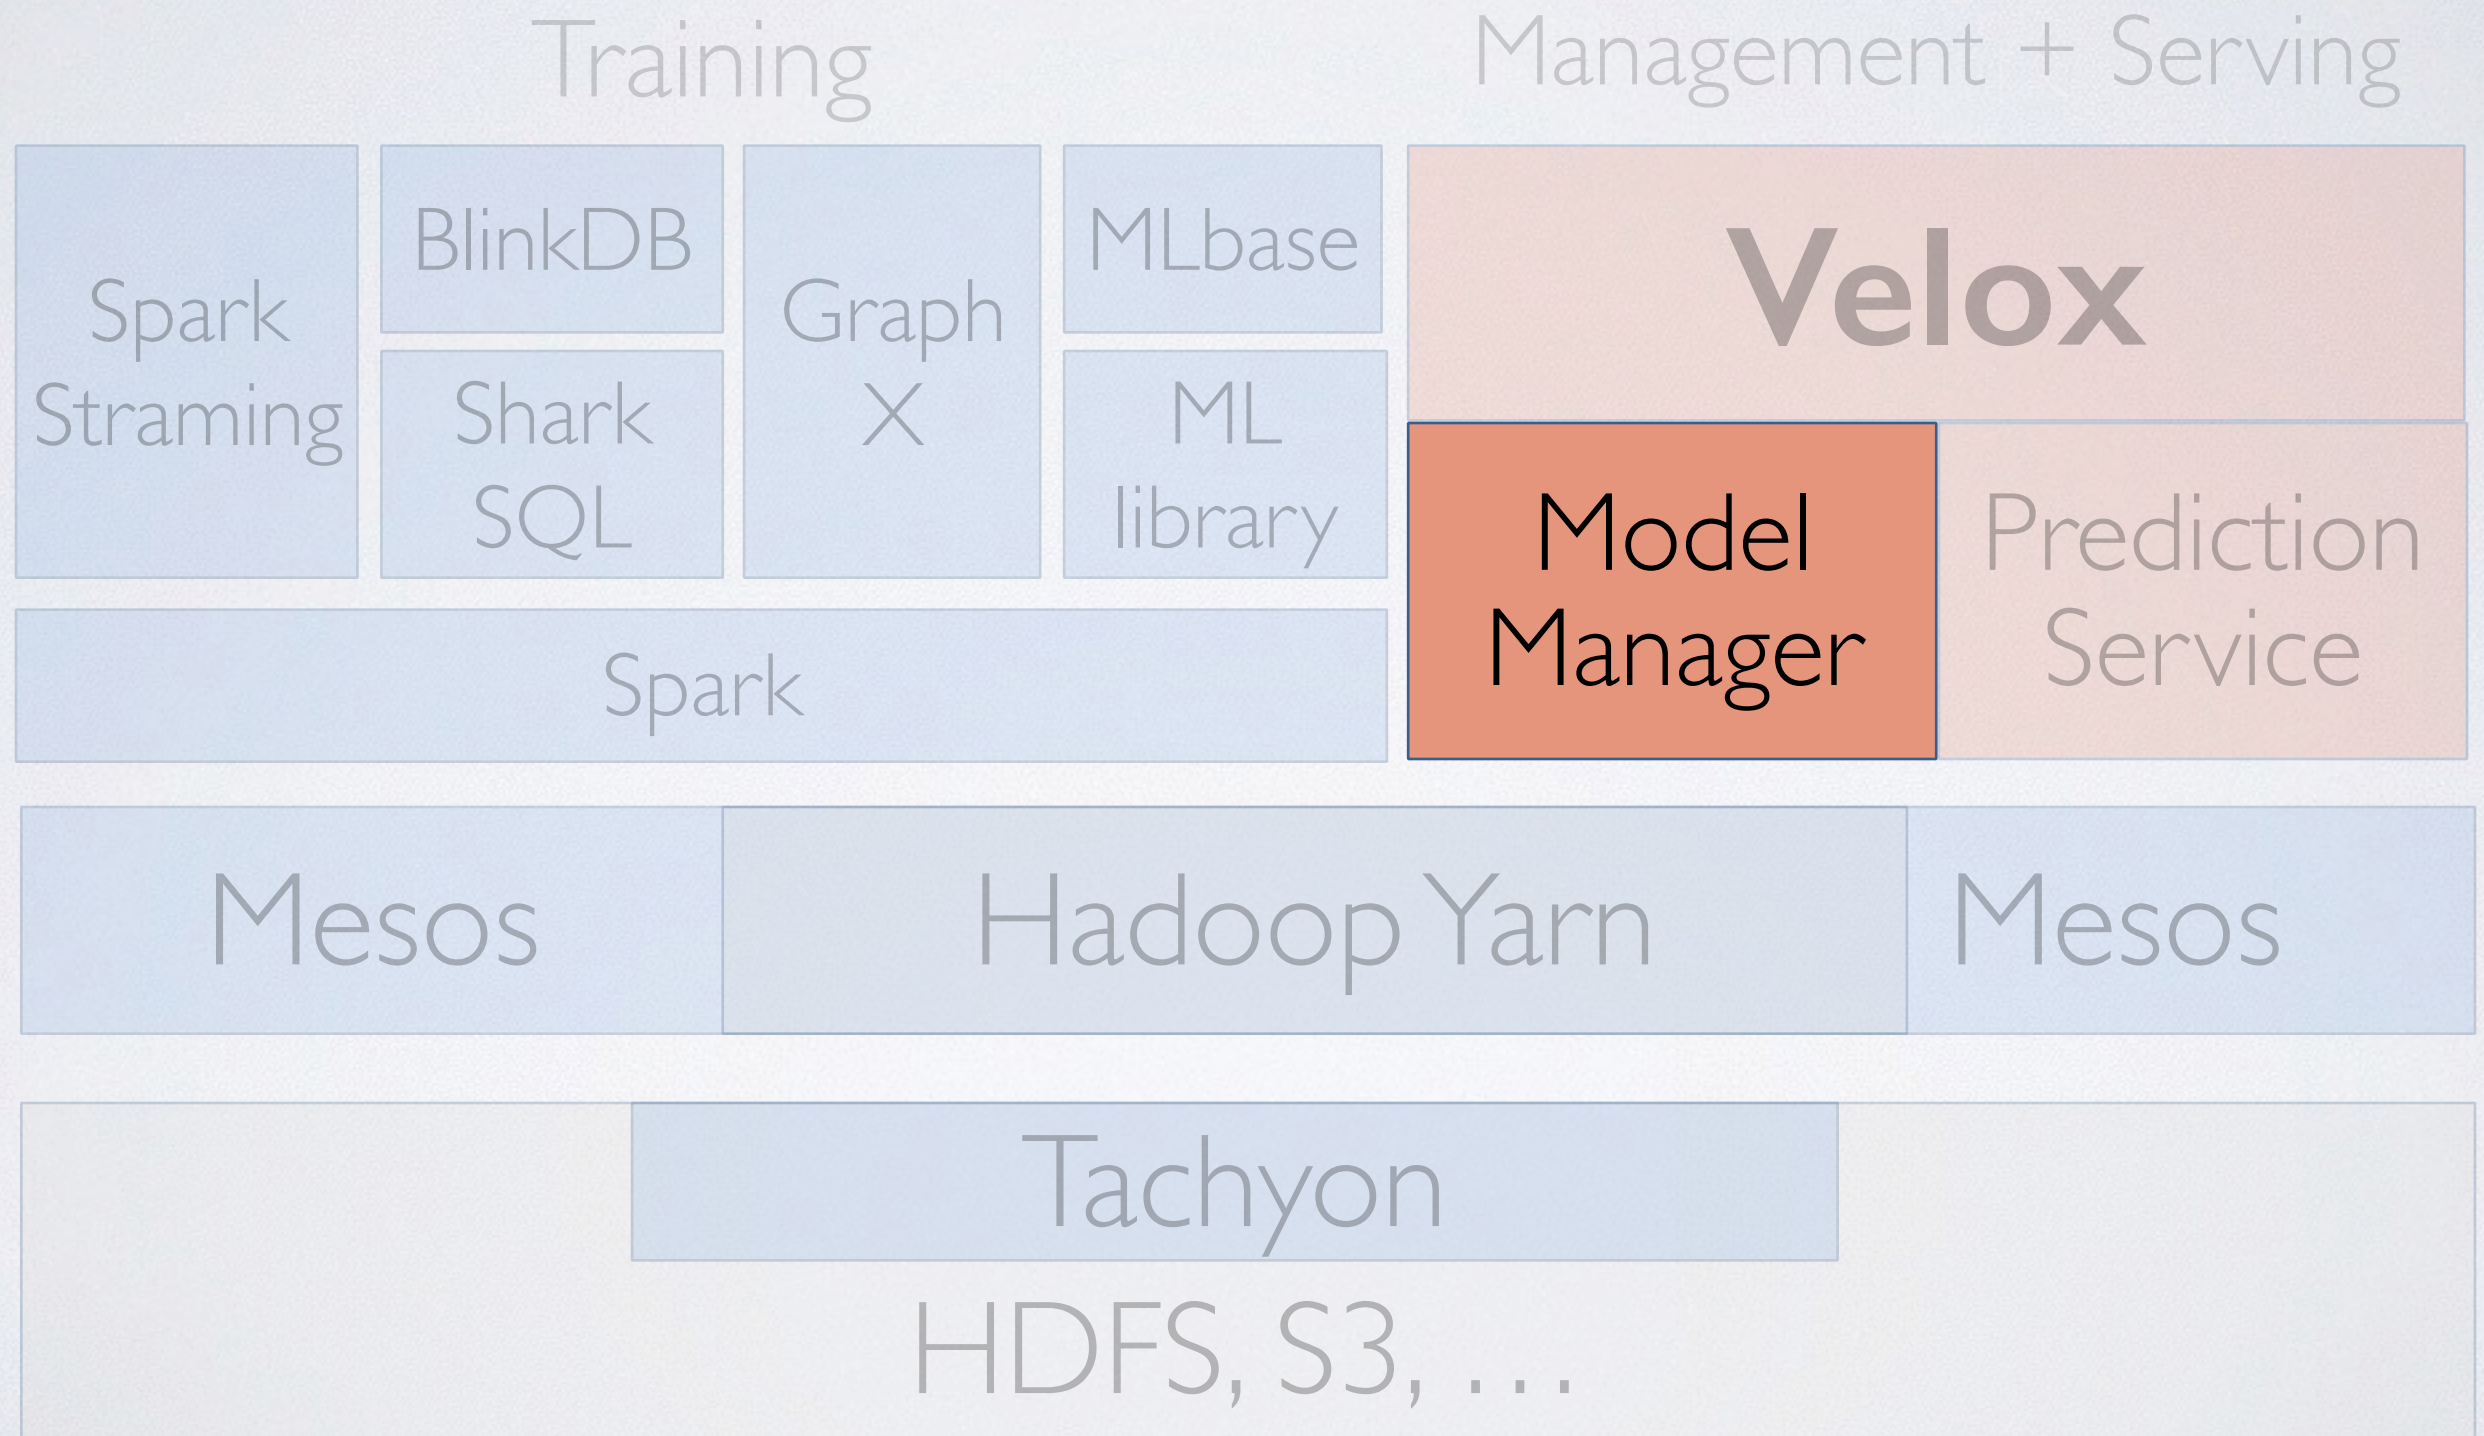 Training
Management + Serving
Spark
Straming
BlinkDB
Shark
SQL
Graph
X
MLbase
ML
library
Velox
Model
Manager
Prediction
Service
Spark
Mesos
Hadoop Yarn
Mesos
Tachyon
HDFS, S3, …